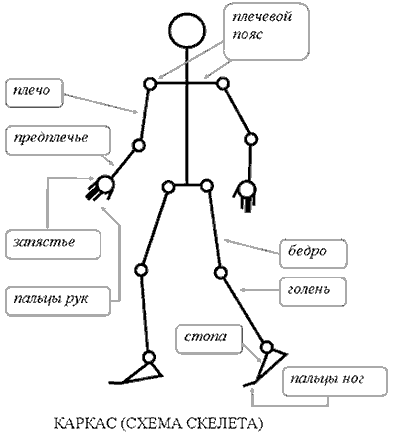 плечевой
пояс
плечо
предплечье
запястье
бедро
пальцы рук
голень
стопа
пальцы ног
КАРКАС (СХЕМА СКЕЛЕТА)